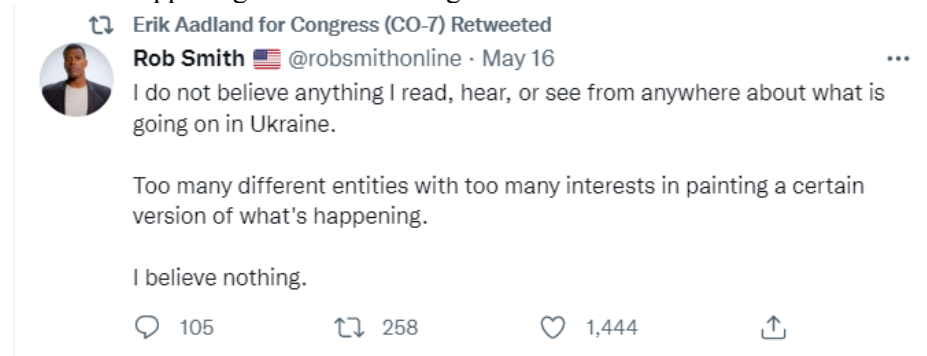 Erik Aadland for Congress (CO-7) Retweeted
Rob Smith 🇺🇸 @robsmithonline · May 16
I do not believe anything I read, hear, or see from anywhere about what is
going on in Ukraine.
Too many different entities with too many interests in painting a certain
version of what's happening.
I believe nothing.
105 258 1,444